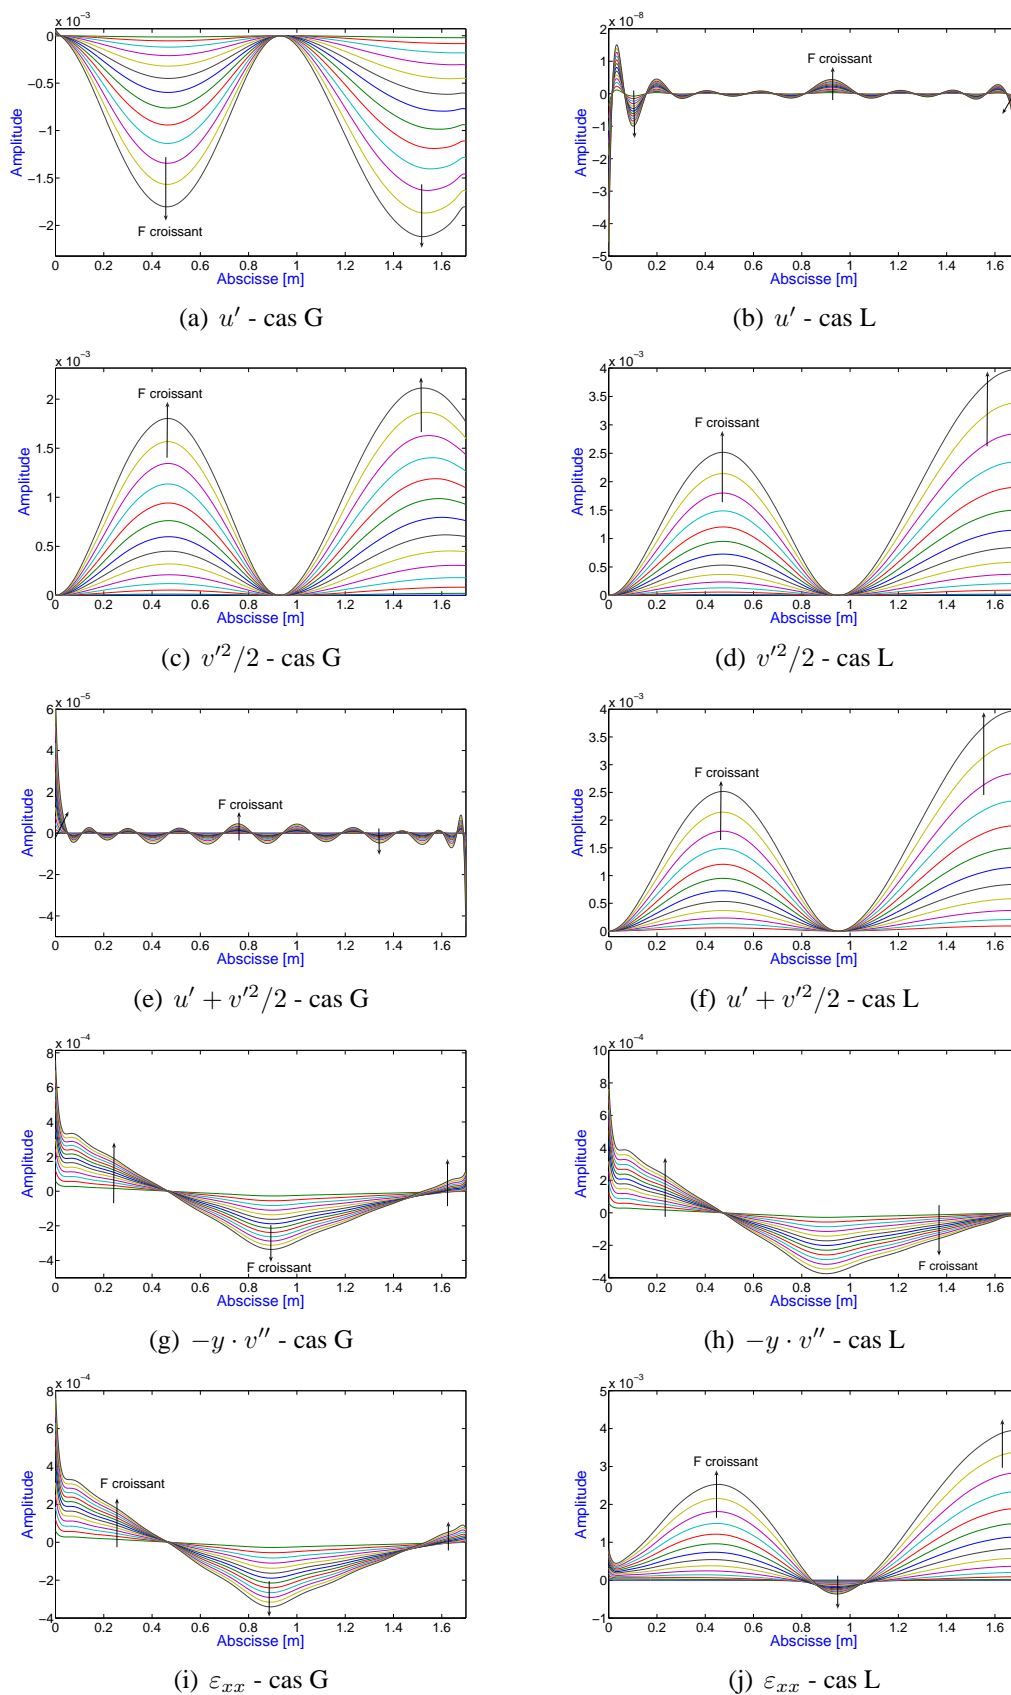 x 10⁻³
0
−0.5
−1
−1.5
−2
Amplitude
F croissant
0 0.2 0.4 0.6 0.8 1 1.2 1.4 1.6
Abscisse [m]
(a) u′ - cas G
x 10⁻⁸
2
1
0
−1
−2
−3
−4
−5
Amplitude
F croissant
0 0.2 0.4 0.6 0.8 1 1.2 1.4 1.6
Abscisse [m]
(b) u′ - cas L
x 10⁻³
2
1.5
1
0.5
0
Amplitude
F croissant
0 0.2 0.4 0.6 0.8 1 1.2 1.4 1.6
Abscisse [m]
(c) v′²/2 - cas G
x 10⁻³
4
3.5
3
2.5
2
1.5
1
0.5
0
Amplitude
F croissant
0 0.2 0.4 0.6 0.8 1 1.2 1.4 1.6
Abscisse [m]
(d) v′²/2 - cas L
x 10⁻⁵
6
4
2
0
−2
−4
Amplitude
F croissant
0 0.2 0.4 0.6 0.8 1 1.2 1.4 1.6
Abscisse [m]
(e) u′ + v′²/2 - cas G
x 10⁻³
4
3.5
3
2.5
2
1.5
1
0.5
0
Amplitude
F croissant
0 0.2 0.4 0.6 0.8 1 1.2 1.4 1.6
Abscisse [m]
(f) u′ + v′²/2 - cas L
x 10⁻⁴
8
6
4
2
0
−2
−4
Amplitude
F croissant
0 0.2 0.4 0.6 0.8 1 1.2 1.4 1.6
Abscisse [m]
(g) −y · v′′ - cas G
x 10⁻⁴
10
8
6
4
2
0
−2
−4
Amplitude
F croissant
0 0.2 0.4 0.6 0.8 1 1.2 1.4 1.6
Abscisse [m]
(h) −y · v′′ - cas L
x 10⁻⁴
8
6
4
2
0
−2
−4
Amplitude
F croissant
0 0.2 0.4 0.6 0.8 1 1.2 1.4 1.6
Abscisse [m]
(i) εxx - cas G
x 10⁻³
5
4
3
2
1
0
−1
Amplitude
F croissant
0 0.2 0.4 0.6 0.8 1 1.2 1.4 1.6
Abscisse [m]
(j) εxx - cas L